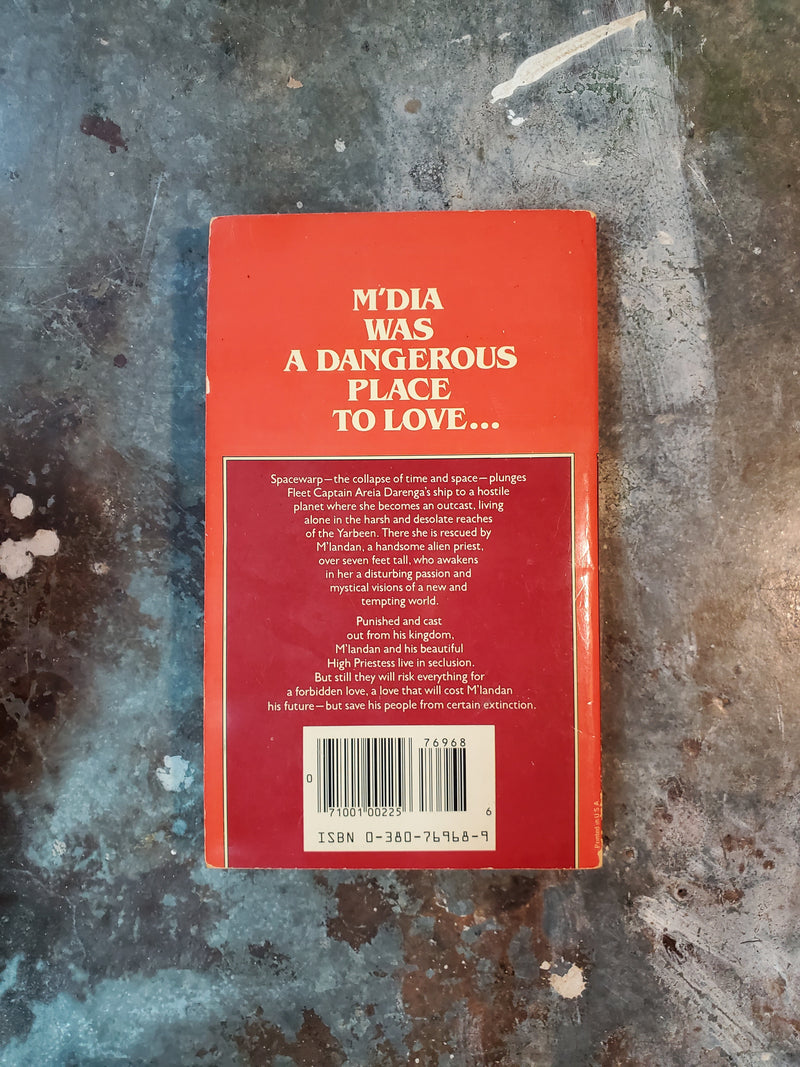 M'DIA
WAS
A DANGEROUS
PLACE
TO LOVE...
Spacewarp—the collapse of time and space—plunges
Fleet Captain Areia Darenga's ship to a hostile
planet where she becomes an outcast, living
alone in the harsh and desolate reaches
of the Yarbeen. There she is rescued by
M'landan, a handsome alien priest,
over seven feet tall, who awakens
in her a disturbing passion and
mystical visions of a new and
tempting world.
Punished and cast
out from his kingdom,
M'landan and his beautiful
High Priestess live in seclusion.
But still they will risk everything for
a forbidden love, a love that will cost M'landan
his future—but save his people from certain extinction.
76968
0
71001 00225
6
ISBN 0-380-76968-9
Printed in U.S.A.